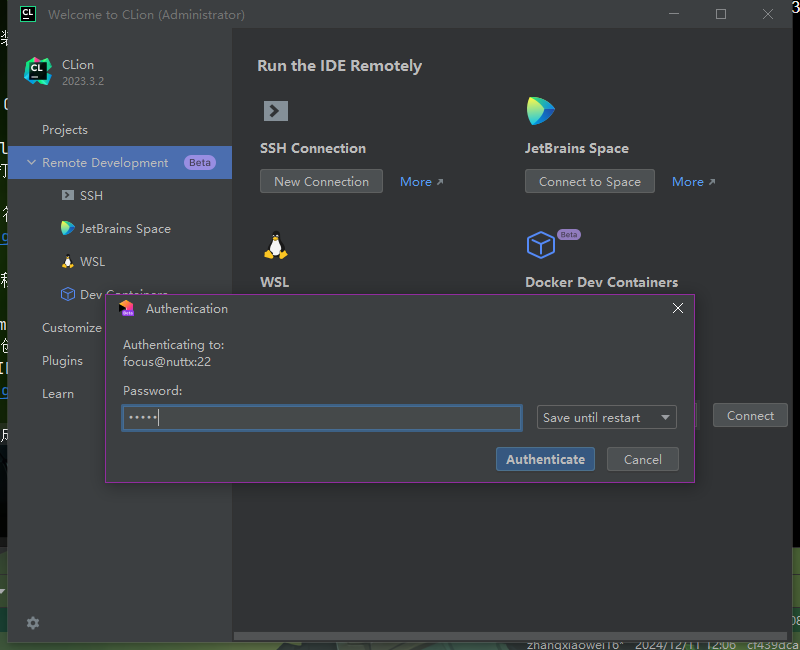 CL
Welcome to CLion (Administrator)
CL
CLion
2023.3.2
Projects
Remote Development
Beta
SSH
JetBrains Space
WSL
Dev Containers
Customize
Plugins
Learn
Run the IDE Remotely
SSH Connection
New Connection
More
JetBrains Space
Connect to Space
More
WSL
Beta
Docker Dev Containers
Authentication
Authenticating to:
focus@nuttx:22
Password:
•••••
Save until restart
Authenticate
Cancel
Connect
zhangxiaowei16* 2024/12/11 12:06 cf439dca